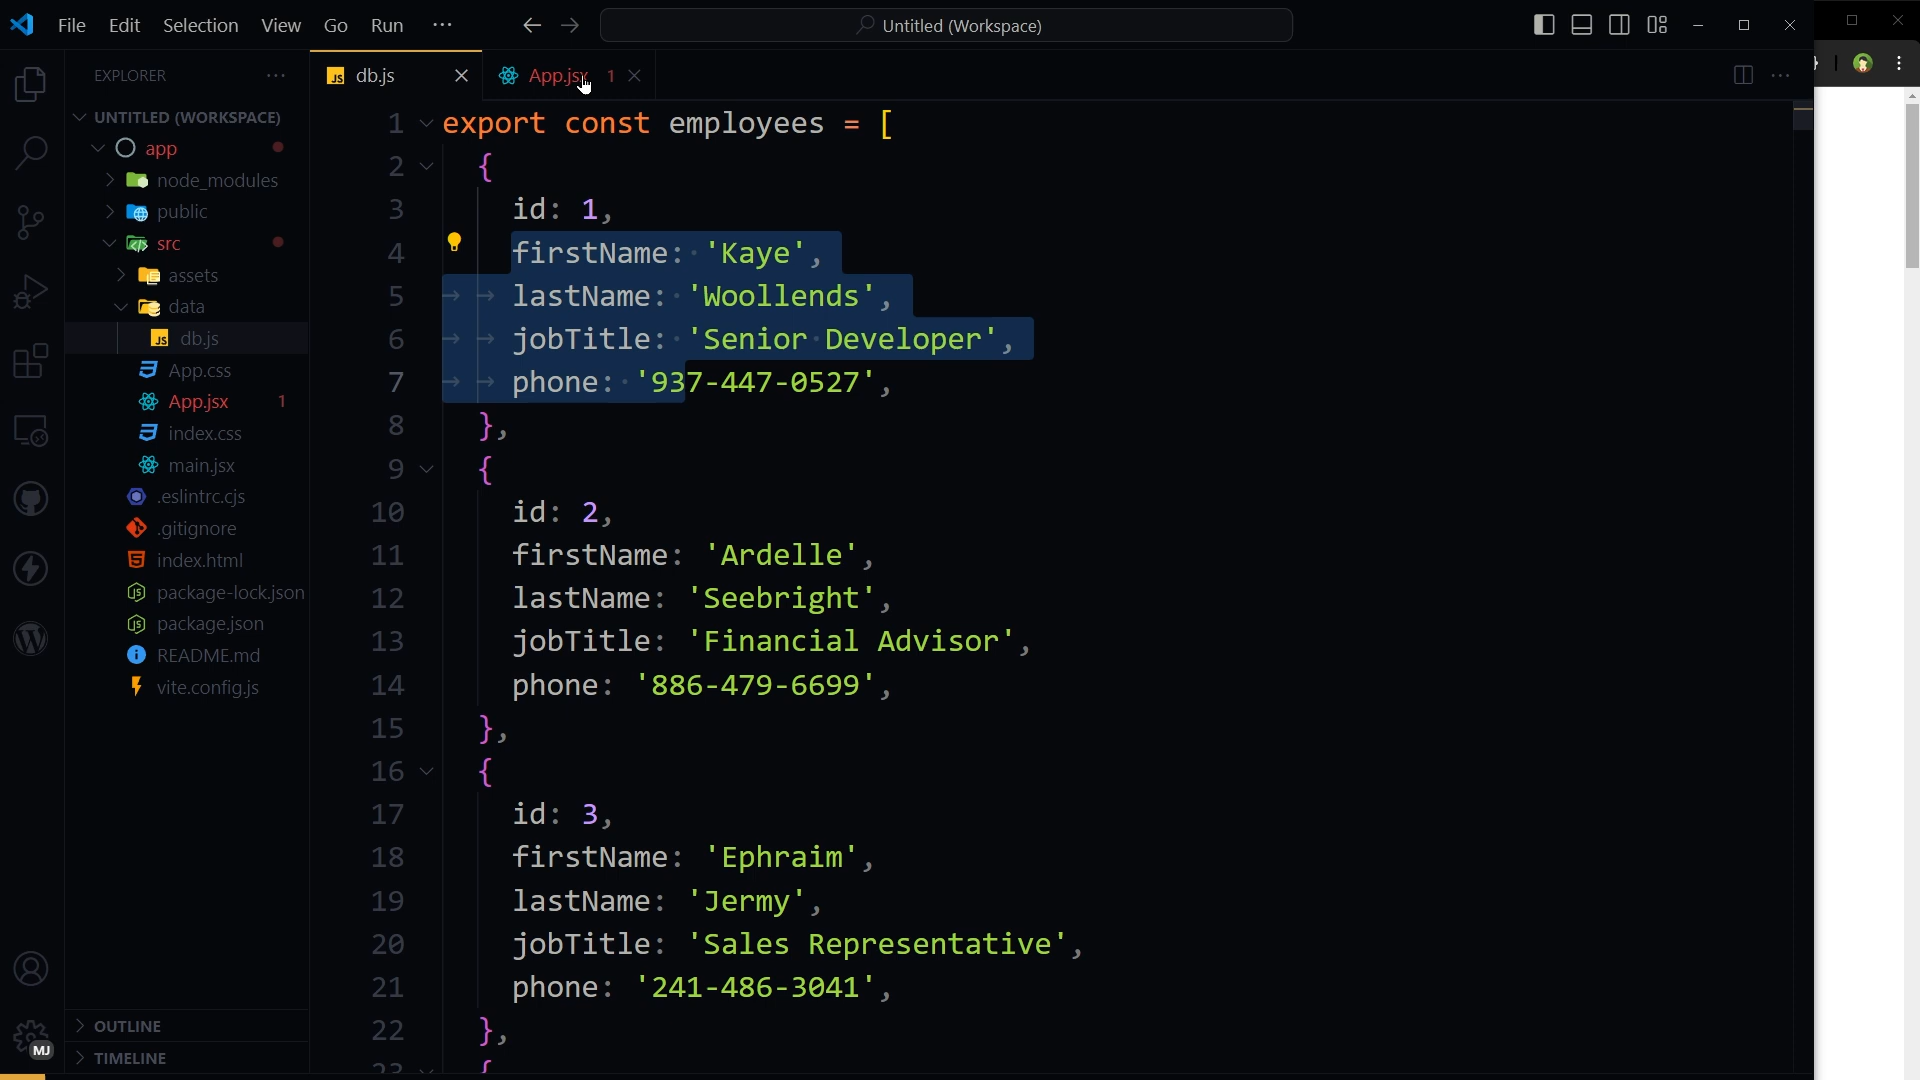 File Edit Selection View Go Run ···
Untitled (Workspace)
EXPLORER ···
JS db.js
App.jsx 1
···
UNTITLED (WORKSPACE)
app
node_modules
public
src
assets
data
JS db.js
App.css
App.jsx 1
index.css
main.jsx
.eslintrc.cjs
.gitignore
index.html
package-lock.json
package.json
README.md
vite.config.js
OUTLINE
TIMELINE
MJ
1 export const employees = [
2 {
3 id: 1,
4 firstName: 'Kaye',
5 lastName: 'Woollends',
6 jobTitle: 'Senior Developer',
7 phone: '937-447-0527',
8 },
9 {
10 id: 2,
11 firstName: 'Ardelle',
12 lastName: 'Seebright',
13 jobTitle: 'Financial Advisor',
14 phone: '886-479-6699',
15 },
16 {
17 id: 3,
18 firstName: 'Ephraim',
19 lastName: 'Jermy',
20 jobTitle: 'Sales Representative',
21 phone: '241-486-3041',
22 },
23 {